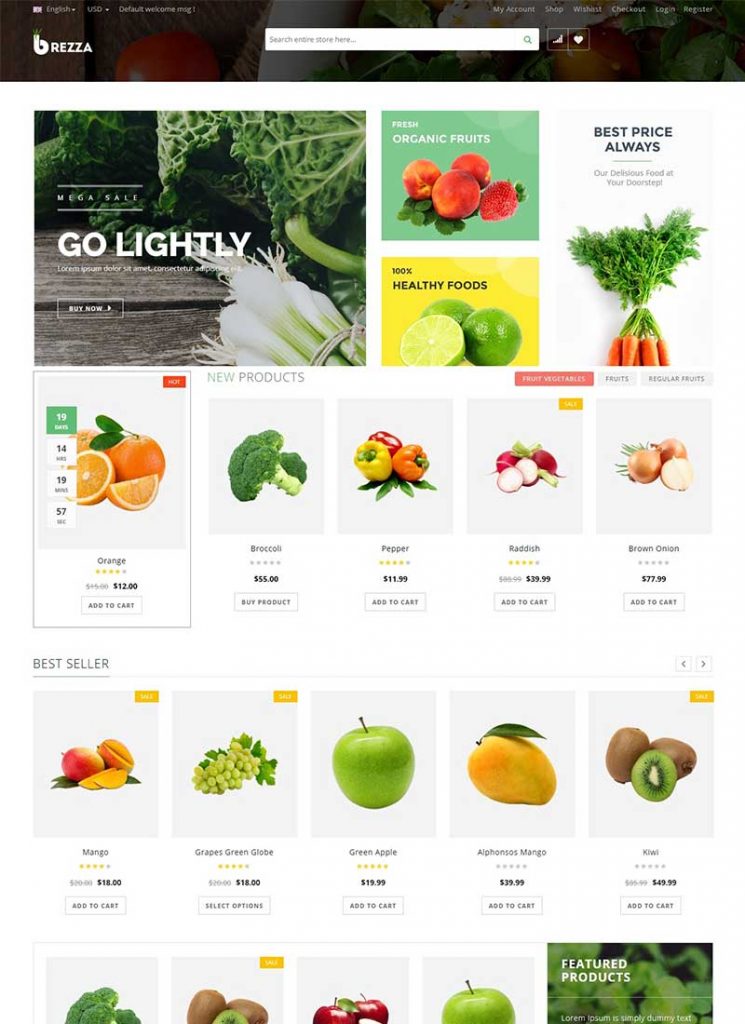 English
USD
Default welcome msg !
My Account
Shop
Wishlist
Checkout
Login
Register
bREZZA
Search entire store here...
MEGA SALE
GO LIGHTLY
Lorem ipsum dolor sit amet, consectetur adipiscing elit.
BUY NOW
FRESH
ORGANIC FRUITS
100%
HEALTHY FOODS
BEST PRICE
ALWAYS
Our Delisious Food at
Your Doorstep!
HOT
19
DAYS
14
HRS
19
MINS
57
SEC
Orange
$15.00 $12.00
ADD TO CART
NEW PRODUCTS
FRUIT VEGETABLES
FRUITS
REGULAR FRUITS
Broccoli
$55.00
BUY PRODUCT
Pepper
$11.99
ADD TO CART
SALE
Raddish
$39.99
ADD TO CART
Brown Onion
$77.99
ADD TO CART
BEST SELLER
SALE
Mango
$20.00 $18.00
ADD TO CART
SALE
Grapes Green Globe
$20.00 $18.00
SELECT OPTIONS
Green Apple
$19.99
ADD TO CART
Alphonsos Mango
$39.99
ADD TO CART
SALE
Kiwi
$85.99 $49.99
ADD TO CART
SALE
FEATURED
PRODUCTS
Lorem Ipsum is simply dummy text